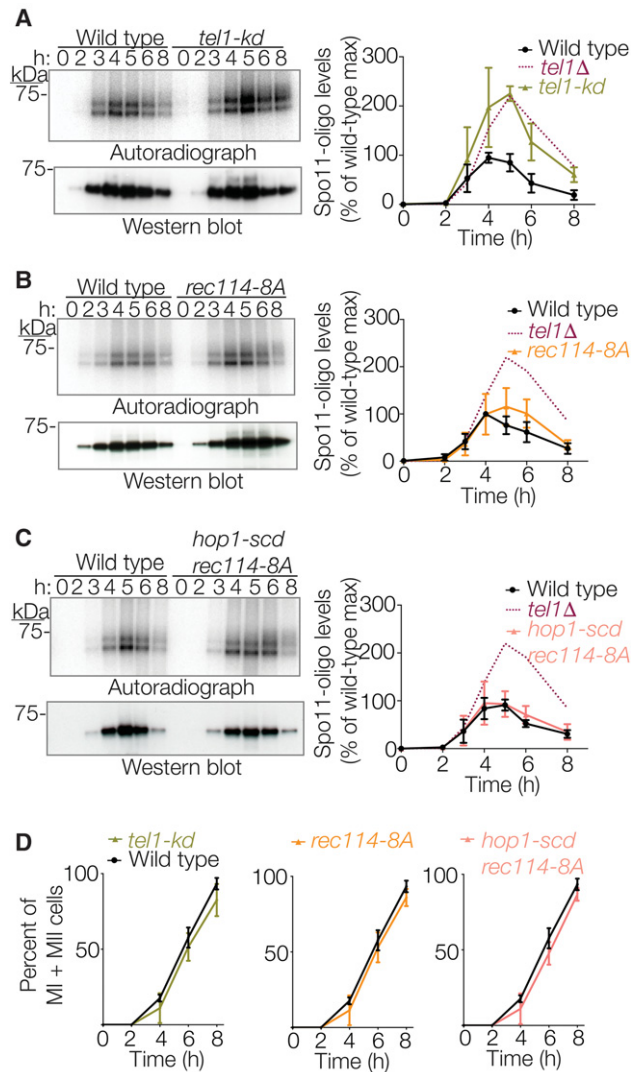 A
Wild type tel1-kd
h: 0 2 3 4 5 6 8 0 2 3 4 5 6 8
kDa
75-
Autoradiograph
75-
Western blot
Spo11-oligo levels
(% of wild-type max)
300
200
100
0
0 2 4 6 8
Time (h)
Wild type
tel1Δ
tel1-kd
B
Wild type rec114-8A
h: 0 2 3 4 5 6 8 0 2 3 4 5 6 8
kDa
75-
Autoradiograph
75-
Western blot
Spo11-oligo levels
(% of wild-type max)
300
200
100
0
0 2 4 6 8
Time (h)
Wild type
tel1Δ
rec114-8A
C
hop1-scd
Wild type rec114-8A
h: 0 2 3 4 5 6 8 0 2 3 4 5 6 8
kDa
75-
Autoradiograph
75-
Western blot
Spo11-oligo levels
(% of wild-type max)
300
200
100
0
0 2 4 6 8
Time (h)
Wild type
tel1Δ
hop1-scd
rec114-8A
D
tel1-kd
Wild type
Percent of
MI + MII cells
100
50
0 2 4 6 8
Time (h)
rec114-8A
100
50
0 2 4 6 8
Time (h)
hop1-scd
rec114-8A
100
50
0 2 4 6 8
Time (h)